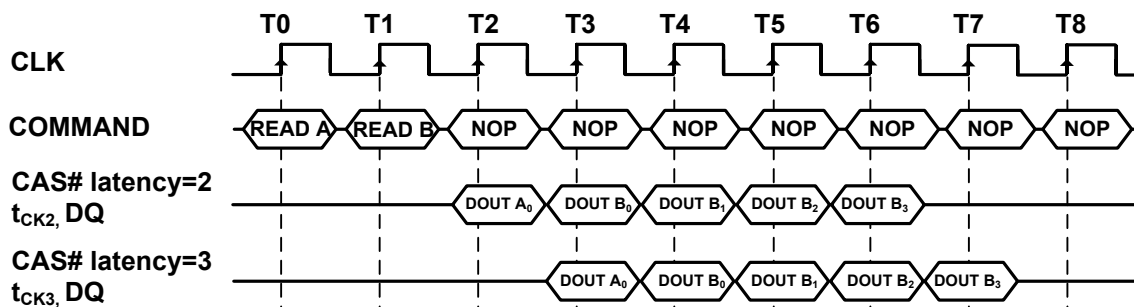 T0 T1 T2 T3 T4 T5 T6 T7 T8
CLK
COMMAND READ A READ B NOP NOP NOP NOP NOP NOP NOP
CAS# latency=2
tCK2, DQ DOUT A0 DOUT B0 DOUT B1 DOUT B2 DOUT B3
CAS# latency=3
tCK3, DQ DOUT A0 DOUT B0 DOUT B1 DOUT B2 DOUT B3